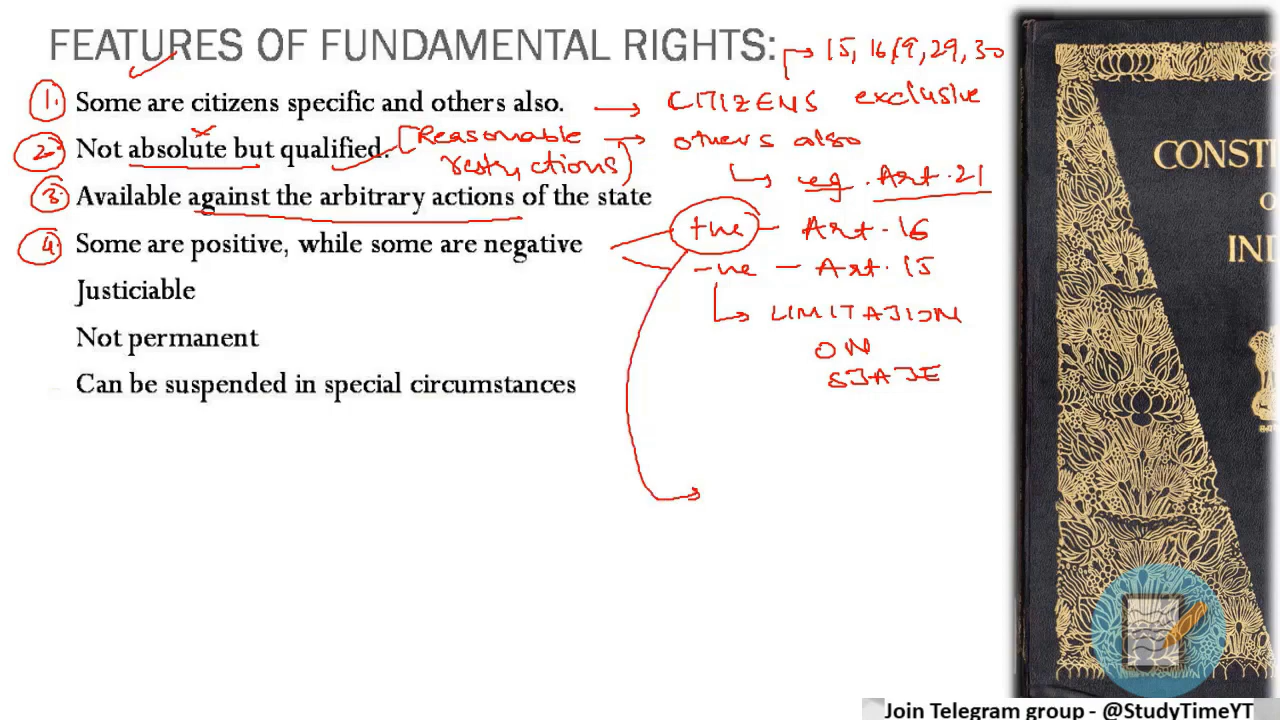 FEATURES OF FUNDAMENTAL RIGHTS:
15, 16, 19, 29, 30
1. Some are citizens specific and others also.
CITIZENS exclusive
2. Not absolute but qualified.
[Reasonable restrictions]
others also
eg. Art. 21
3. Available against the arbitrary actions of the state
4. Some are positive, while some are negative
+ve - Art. 16
-ve - Art. 15
LIMITATION
ON
STATE
Justiciable
Not permanent
Can be suspended in special circumstances
CONST
O
IND
Join Telegram group - @StudyTimeYT